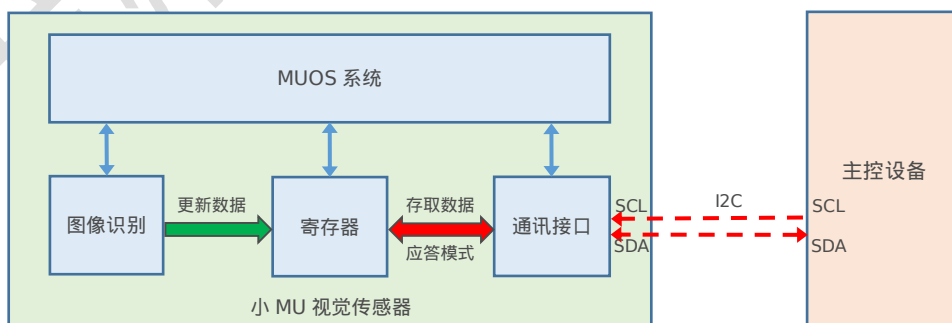 MUOS 系统
图像识别
更新数据
寄存器
存取数据
应答模式
通讯接口
SCL
SDA
I2C
SCL
SDA
主控设备
小 MU 视觉传感器